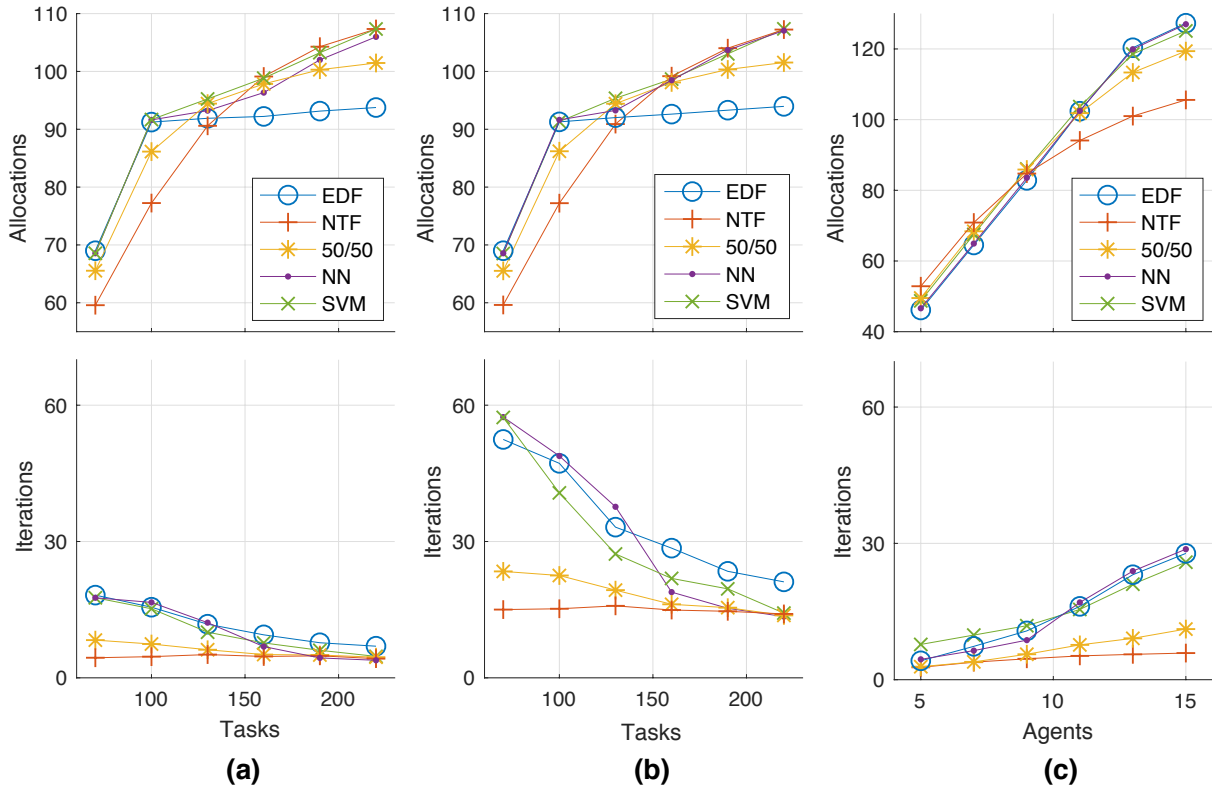 110
100
90
80
70
60
Allocations
EDF
NTF
50/50
NN
SVM
110
100
90
80
70
60
Allocations
EDF
NTF
50/50
NN
SVM
120
100
80
60
40
Allocations
EDF
NTF
50/50
NN
SVM
60
30
0
Iterations
100 150 200
Tasks
(a)
60
30
0
Iterations
100 150 200
Tasks
(b)
60
30
0
Iterations
5 10 15
Agents
(c)